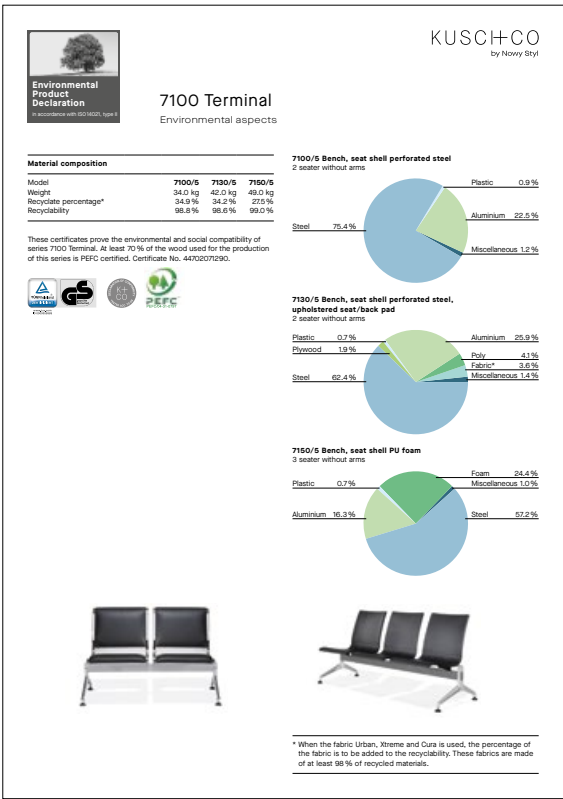 KUSCH+CO
by Nowy Styl
Environmental
Product
Declaration
in accordance with ISO 14021, type II
7100 Terminal
Environmental aspects
Material composition
Model 7100/5 7130/5 7150/5
Weight 34.0 kg 42.0 kg 49.0 kg
Recyclate percentage* 34.9 % 34.2 % 27.5 %
Recyclability 98.8 % 98.6 % 99.0 %
These certificates prove the environmental and social compatibility of
series 7100 Terminal. At least 70 % of the wood used for the production
of this series is PEFC certified. Certificate No. 44702071290.
GS
K+
CO
PEFC
7100/5 Bench, seat shell perforated steel
2 seater without arms
Plastic 0.9 %
Aluminium 22.5 %
Steel 75.4 %
Miscellaneous 1.2 %
7130/5 Bench, seat shell perforated steel,
upholstered seat/back pad
2 seater without arms
Plastic 0.7 %
Plywood 1.9 %
Steel 62.4 %
Aluminium 25.9 %
Poly 4.1 %
Fabric* 3.6 %
Miscellaneous 1.4 %
7150/5 Bench, seat shell PU foam
3 seater without arms
Foam 24.4 %
Plastic 0.7 %
Miscellaneous 1.0 %
Aluminium 16.3 %
Steel 57.2 %
* When the fabric Urban, Xtreme and Cura is used, the percentage of
the fabric is to be added to the recyclability. These fabrics are made
of at least 98 % of recycled materials.